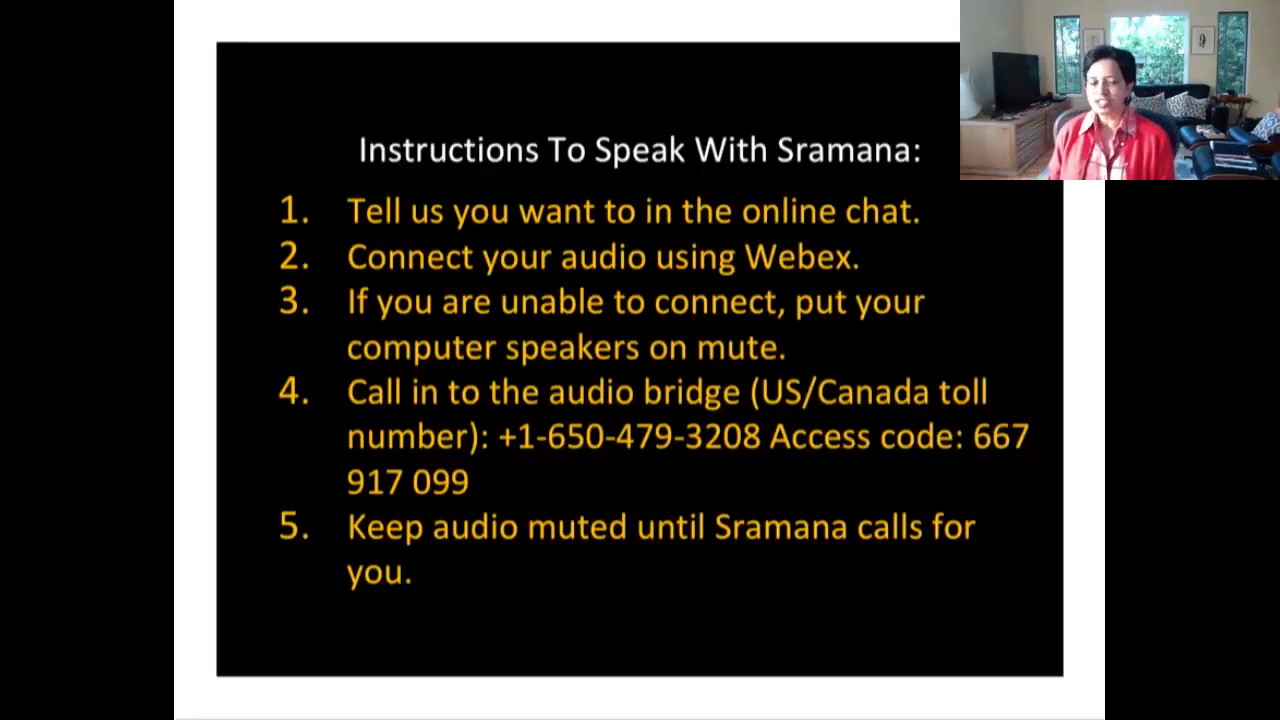 Instructions To Speak With Sramana:
1. Tell us you want to in the online chat.
2. Connect your audio using Webex.
3. If you are unable to connect, put your
computer speakers on mute.
4. Call in to the audio bridge (US/Canada toll
number): +1-650-479-3208 Access code: 667
917 099
5. Keep audio muted until Sramana calls for
you.